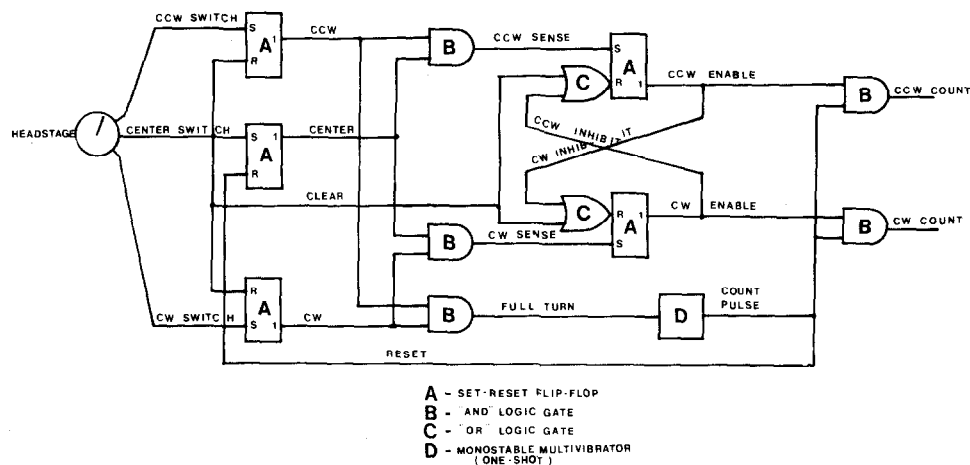 CCW SWITCH
S
A
1
R
CCW
B
CCW SENSE
S
A
R
1
C
CCW ENABLE
B
CCW COUNT
HEADSTAGE
CENTER SWITCH
S
1
A
R
CENTER
CCW INHIBIT
CW INHIBIT
CLEAR
C
R
1
A
S
CW ENABLE
B
CW COUNT
B
CW SENSE
R
A
S
1
CW SWITCH
CW
B
FULL TURN
D
COUNT
PULSE
RESET
A - SET-RESET FLIP-FLOP
B - "AND" LOGIC GATE
C - "OR" LOGIC GATE
D - MONOSTABLE MULTIVIBRATOR
(ONE-SHOT)